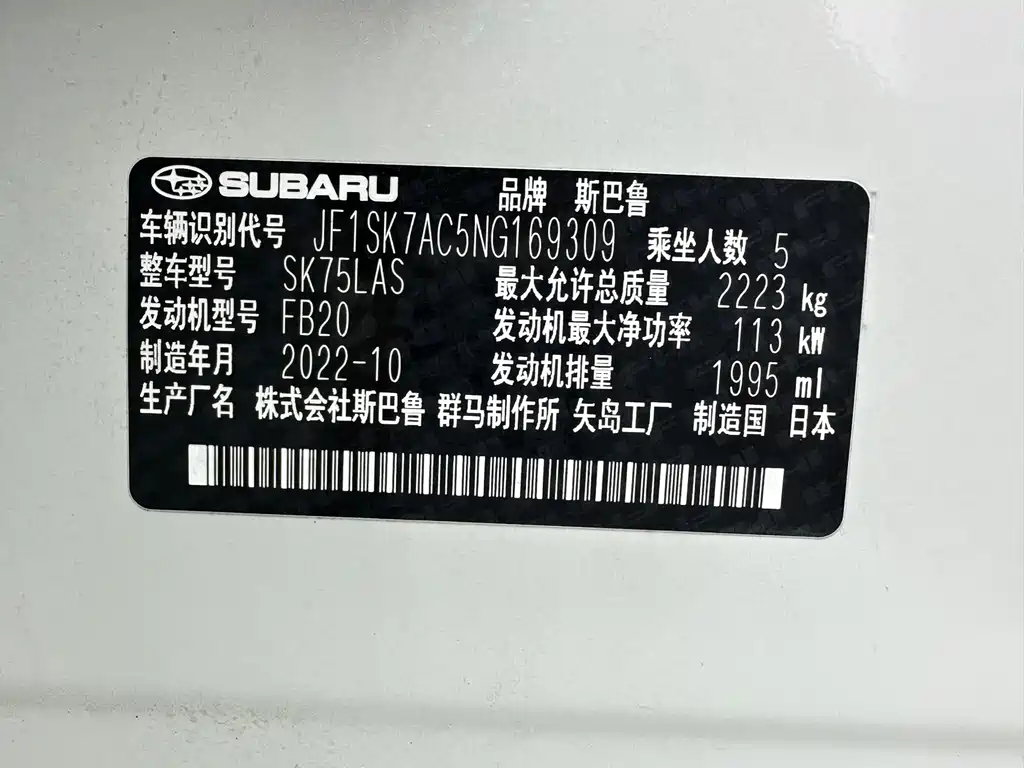 SUBARU 品牌 斯巴鲁
车辆识别代号 JF1SK7AC5NG169309 乘坐人数 5
整车型号 SK75LAS 最大允许总质量 2223 kg
发动机型号 FB20 发动机最大净功率 113 kW
制造年月 2022-10 发动机排量 1995 ml
生产厂名 株式会社斯巴鲁 群马制作所 矢岛工厂 制造国 日本